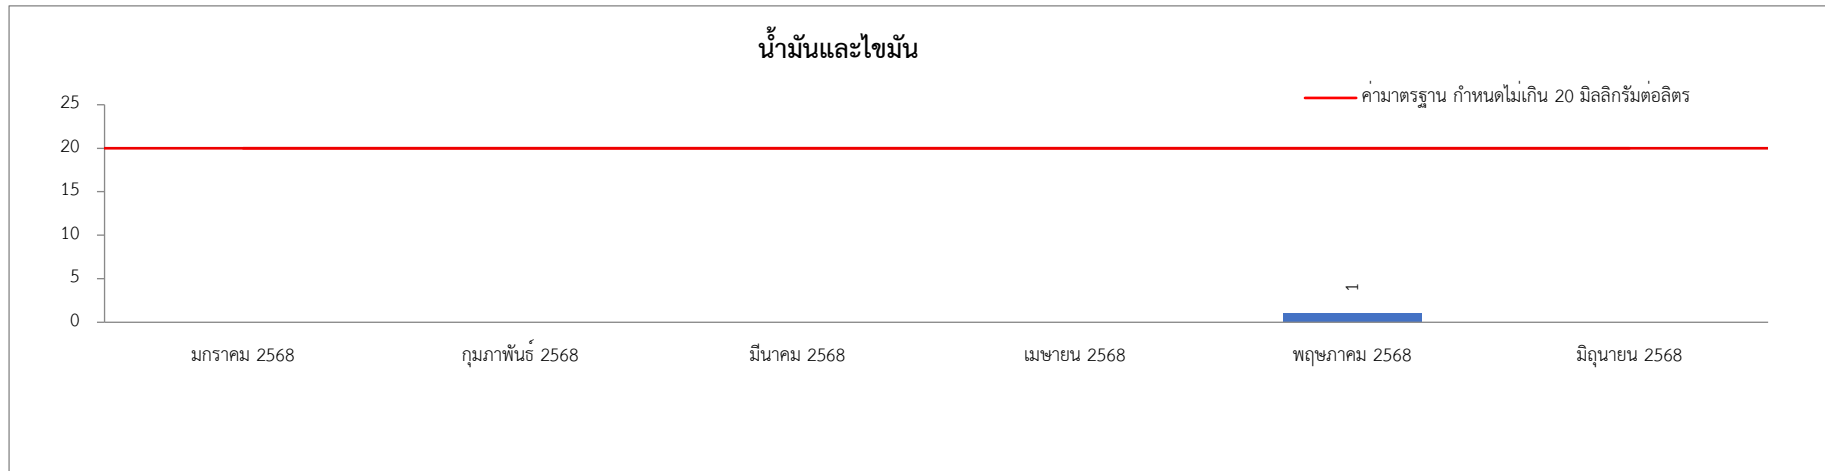 น้ำมันและไขมัน
ค่ามาตรฐาน กำหนดไม่เกิน 20 มิลลิกรัมต่อลิตร
25
20
15
10
5
0
1
มกราคม 2568 กุมภาพันธ์ 2568 มีนาคม 2568 เมษายน 2568 พฤษภาคม 2568 มิถุนายน 2568